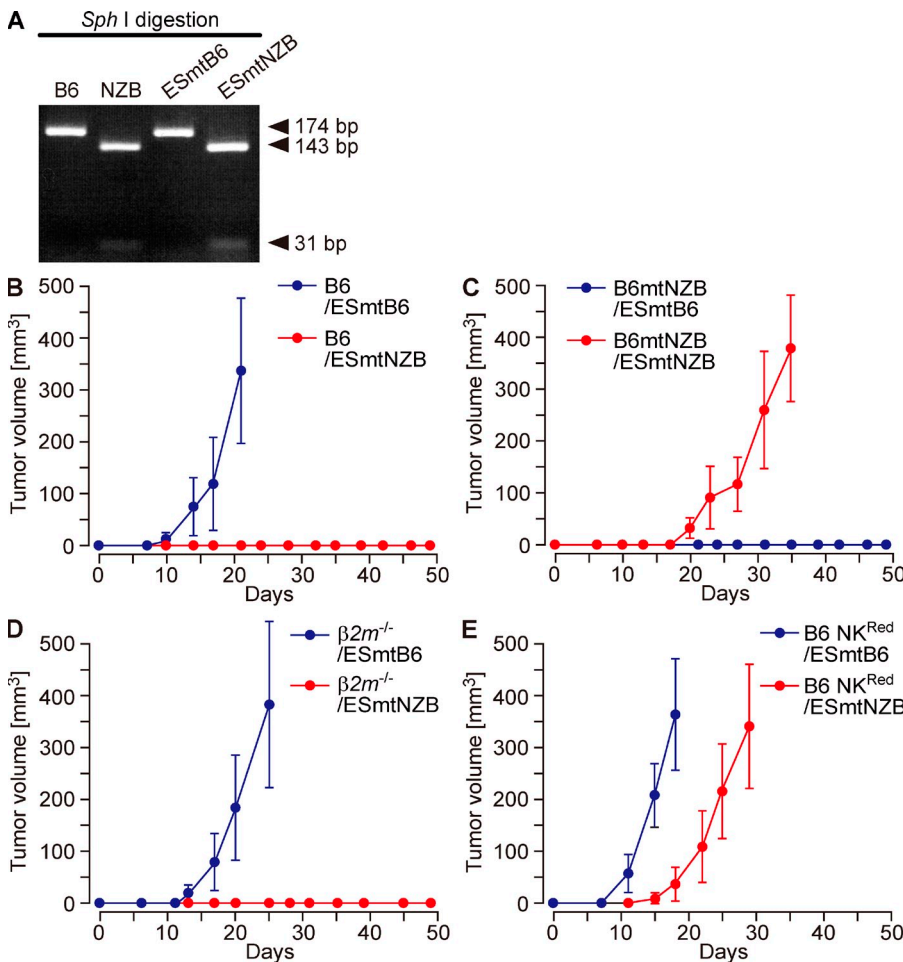 A
Sph I digestion
B6
NZB
ESmtB6
ESmtNZB
174 bp
143 bp
31 bp
B
B6
/ESmtB6
B6
/ESmtNZB
Tumor volume [mm³]
500
400
300
200
100
0
0
10
20
30
40
50
Days
C
B6mtNZB
/ESmtB6
B6mtNZB
/ESmtNZB
Tumor volume [mm³]
500
400
300
200
100
0
0
10
20
30
40
50
Days
D
β2m-/-
/ESmtB6
β2m-/-
/ESmtNZB
Tumor volume [mm³]
500
400
300
200
100
0
0
10
20
30
40
50
Days
E
B6 NKRed
/ESmtB6
B6 NKRed
/ESmtNZB
Tumor volume [mm³]
500
400
300
200
100
0
0
10
20
30
40
50
Days